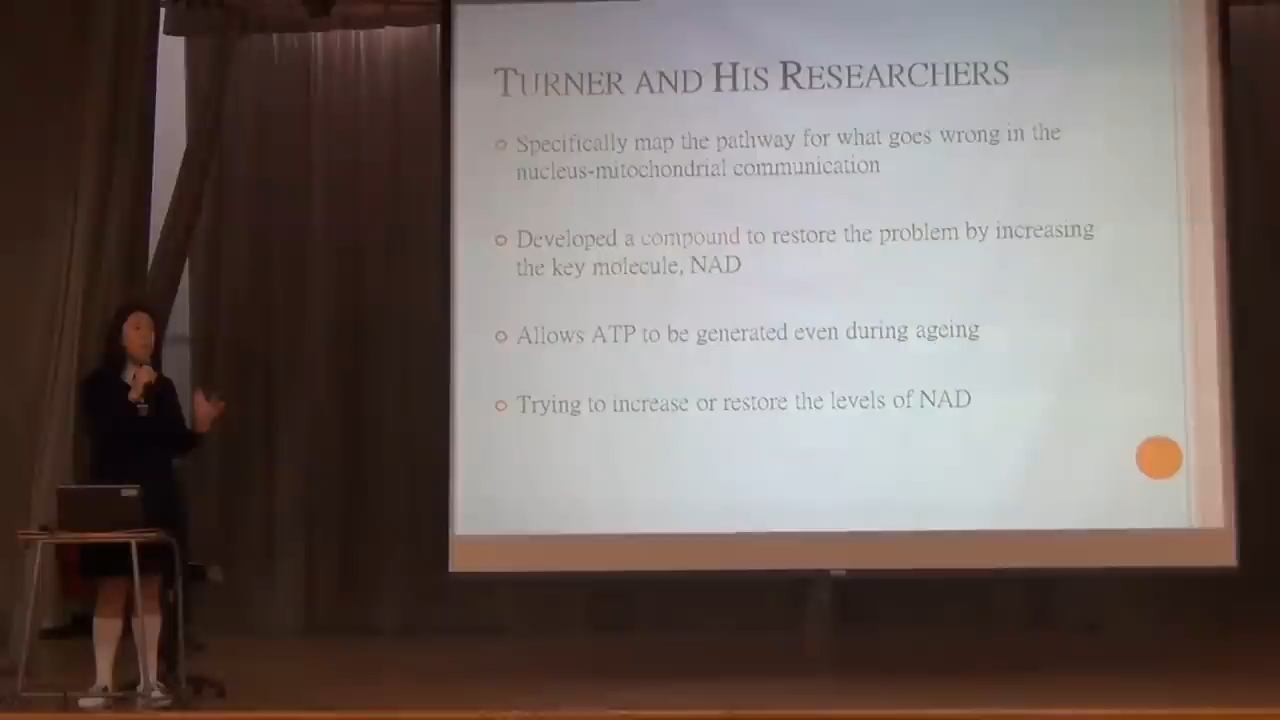 TURNER AND HIS RESEARCHERS
Specifically map the pathway for what goes wrong in the
nucleus-mitochondrial communication
Developed a compound to restore the problem by increasing
the key molecule, NAD
Allows ATP to be generated even during ageing
Trying to increase or restore the levels of NAD